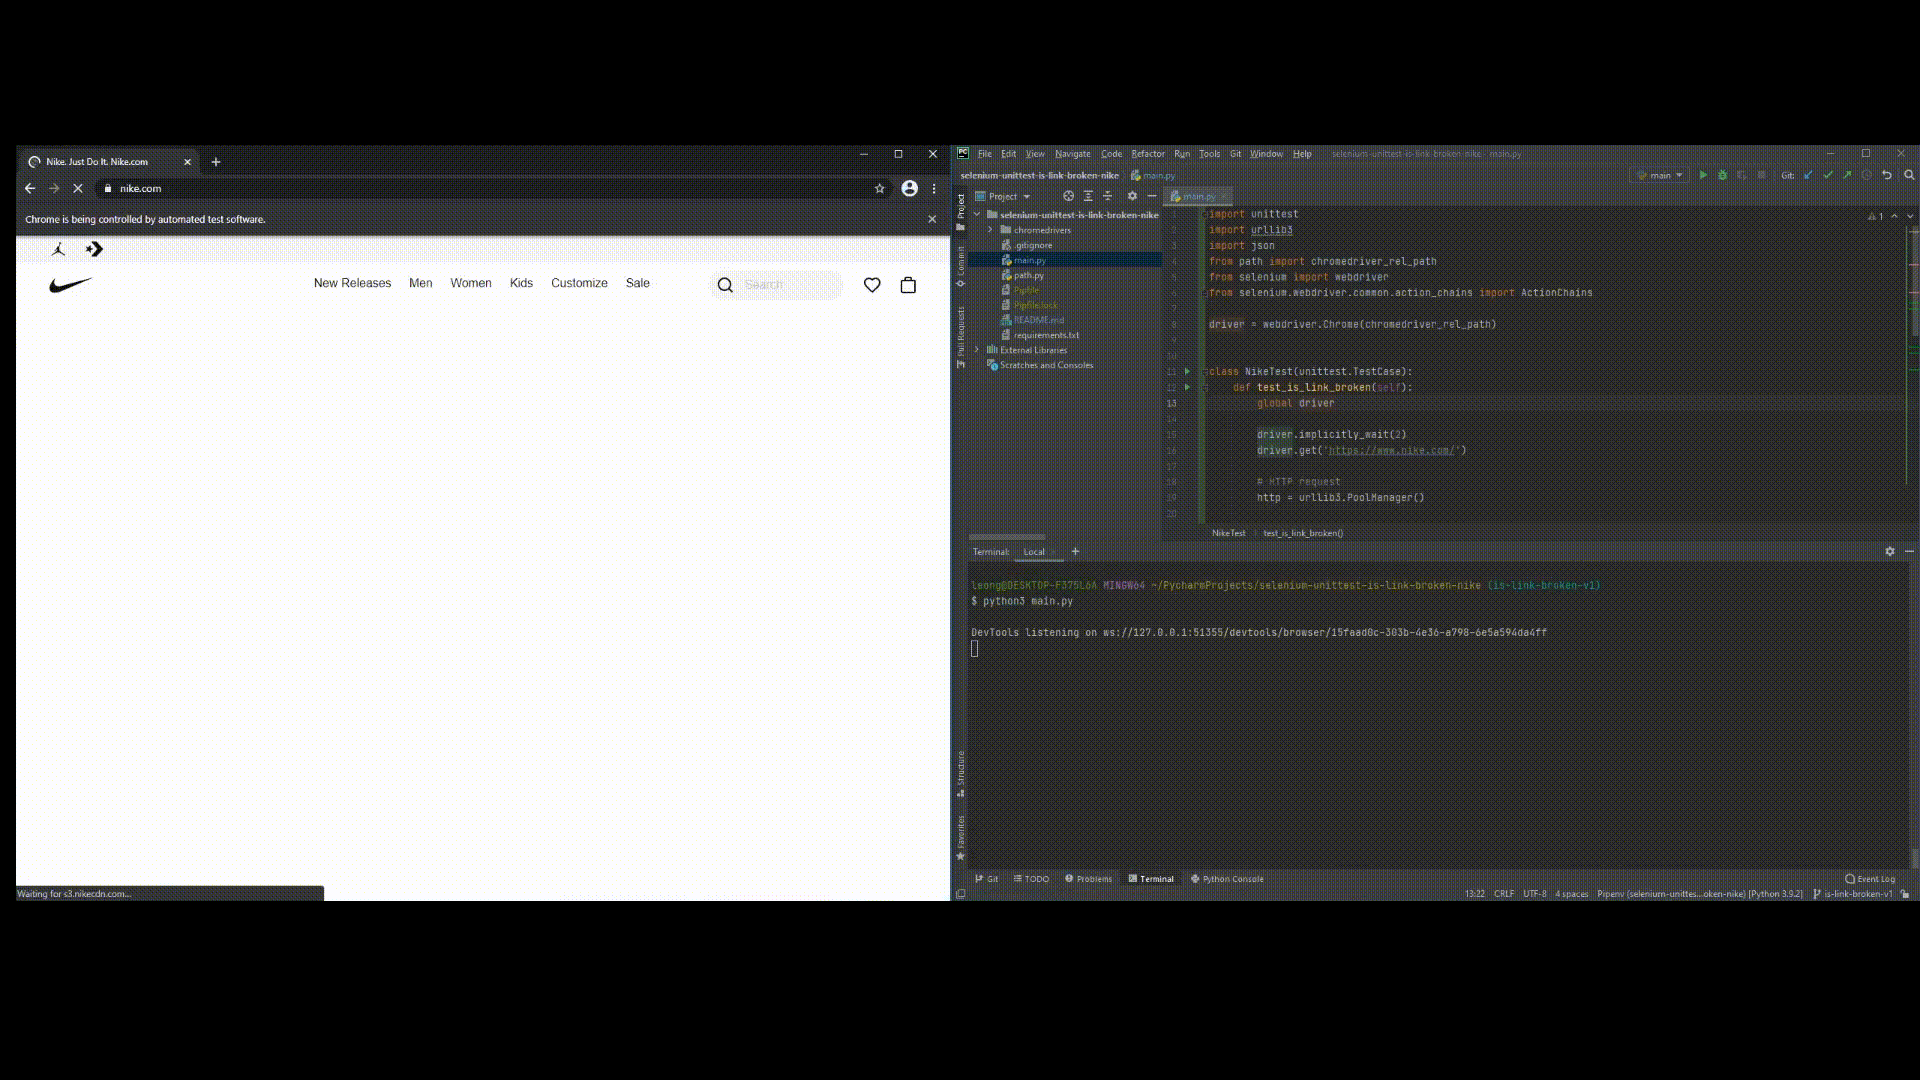 Nike. Just Do It. Nike.com
nike.com
Chrome is being controlled by automated test software.
New Releases Men Women Kids Customize Sale
Search
Waiting for s3.nikecdn.com...
PC File Edit View Navigate Code Refactor Run Tools Git Window Help selenium-unittest-is-link-broken-nike - main.py
selenium-unittest-is-link-broken-nike main.py
main Git:
Project
Commit
Pull Requests
Structure
Favorites
Project
selenium-unittest-is-link-broken-nike
chromedrivers
.gitignore
main.py
path.py
Pipfile
Pipfile.lock
README.md
requirements.txt
External Libraries
Scratches and Consoles
main.py
1
1 import unittest
2 import urllib3
3 import json
4 from path import chromedriver_rel_path
5 from selenium import webdriver
6 from selenium.webdriver.common.action_chains import ActionChains
7
8 driver = webdriver.Chrome(chromedriver_rel_path)
9
10
11 class NikeTest(unittest.TestCase):
12 def test_is_link_broken(self):
13 global driver
14
15 driver.implicitly_wait(2)
16 driver.get('https://www.nike.com/')
17
18 # HTTP request
19 http = urllib3.PoolManager()
20
NikeTest test_is_link_broken()
Terminal: Local
leong@DESKTOP-F375L6A MINGW64 ~/PycharmProjects/selenium-unittest-is-link-broken-nike (is-link-broken-v1)
$ python3 main.py
DevTools listening on ws://127.0.0.1:51355/devtools/browser/15faad0c-303b-4e36-a798-6e5a594da4ff
Git TODO Problems Terminal Python Console Event Log
13:22 CRLF UTF-8 4 spaces Pipenv (selenium-unittes...oken-nike) [Python 3.9.2] is-link-broken-v1